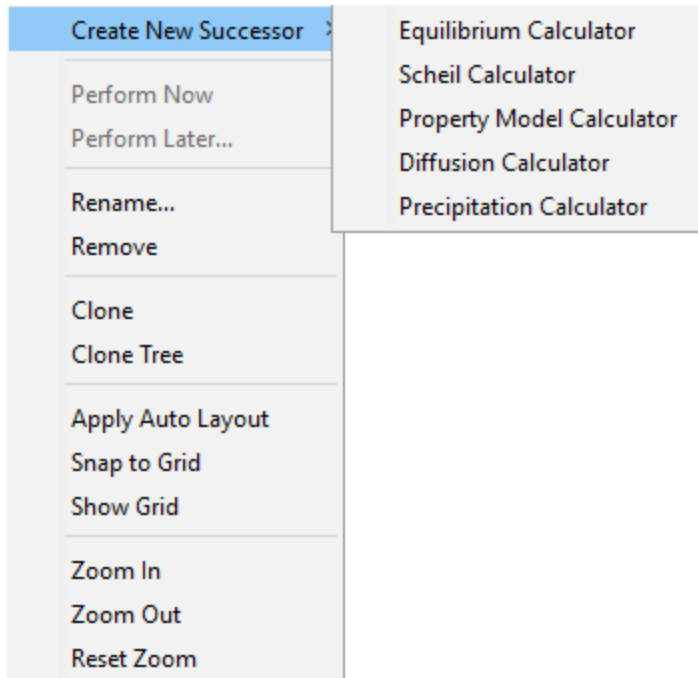 Create New Successor
Equilibrium Calculator
Scheil Calculator
Property Model Calculator
Diffusion Calculator
Precipitation Calculator
Perform Now
Perform Later...
Rename...
Remove
Clone
Clone Tree
Apply Auto Layout
Snap to Grid
Show Grid
Zoom In
Zoom Out
Reset Zoom